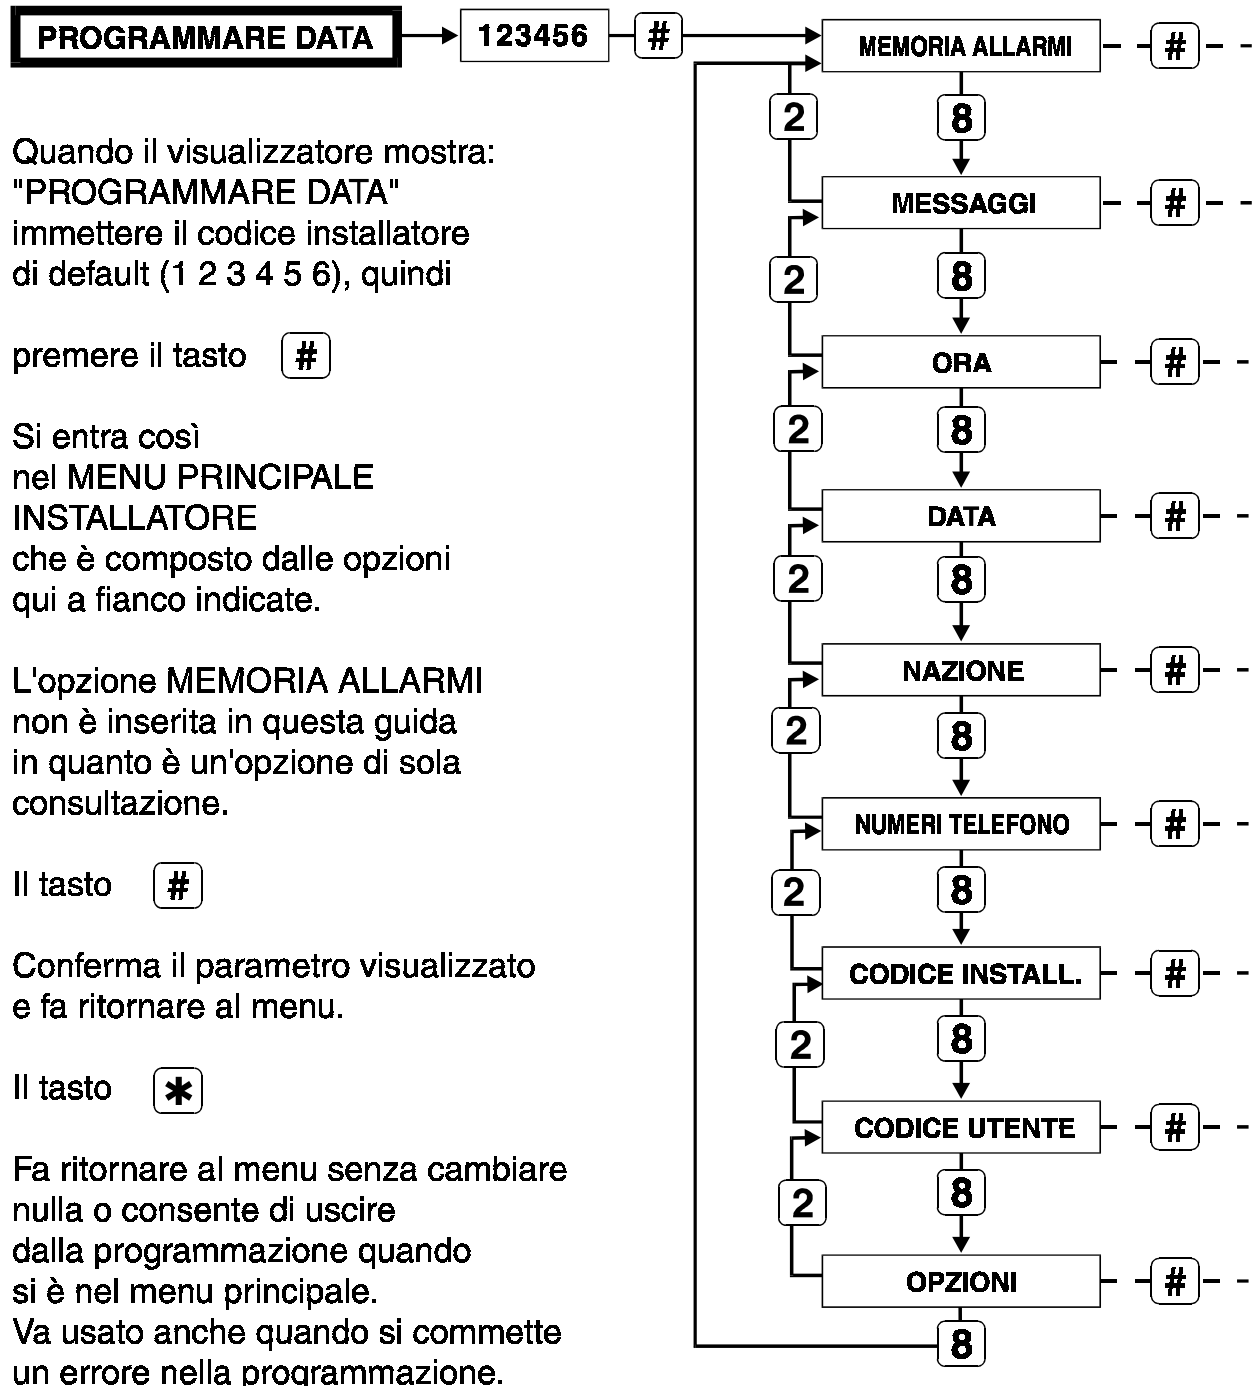 PROGRAMMARE DATA
123456
#
Quando il visualizzatore mostra:
"PROGRAMMARE DATA"
immettere il codice installatore
di default (1 2 3 4 5 6), quindi
premere il tasto #
Si entra così
nel MENU PRINCIPALE
INSTALLATORE
che è composto dalle opzioni
qui a fianco indicate.
L'opzione MEMORIA ALLARMI
non è inserita in questa guida
in quanto è un'opzione di sola
consultazione.
Il tasto #
Conferma il parametro visualizzato
e fa ritornare al menu.
Il tasto *
Fa ritornare al menu senza cambiare
nulla o consente di uscire
dalla programmazione quando
si è nel menu principale.
Va usato anche quando si commette
un errore nella programmazione.
MEMORIA ALLARMI #
2 8
MESSAGGI #
2 8
ORA #
2 8
DATA #
2 8
NAZIONE #
2 8
NUMERI TELEFONO #
2 8
CODICE INSTALL. #
2 8
CODICE UTENTE #
2 8
OPZIONI #
8